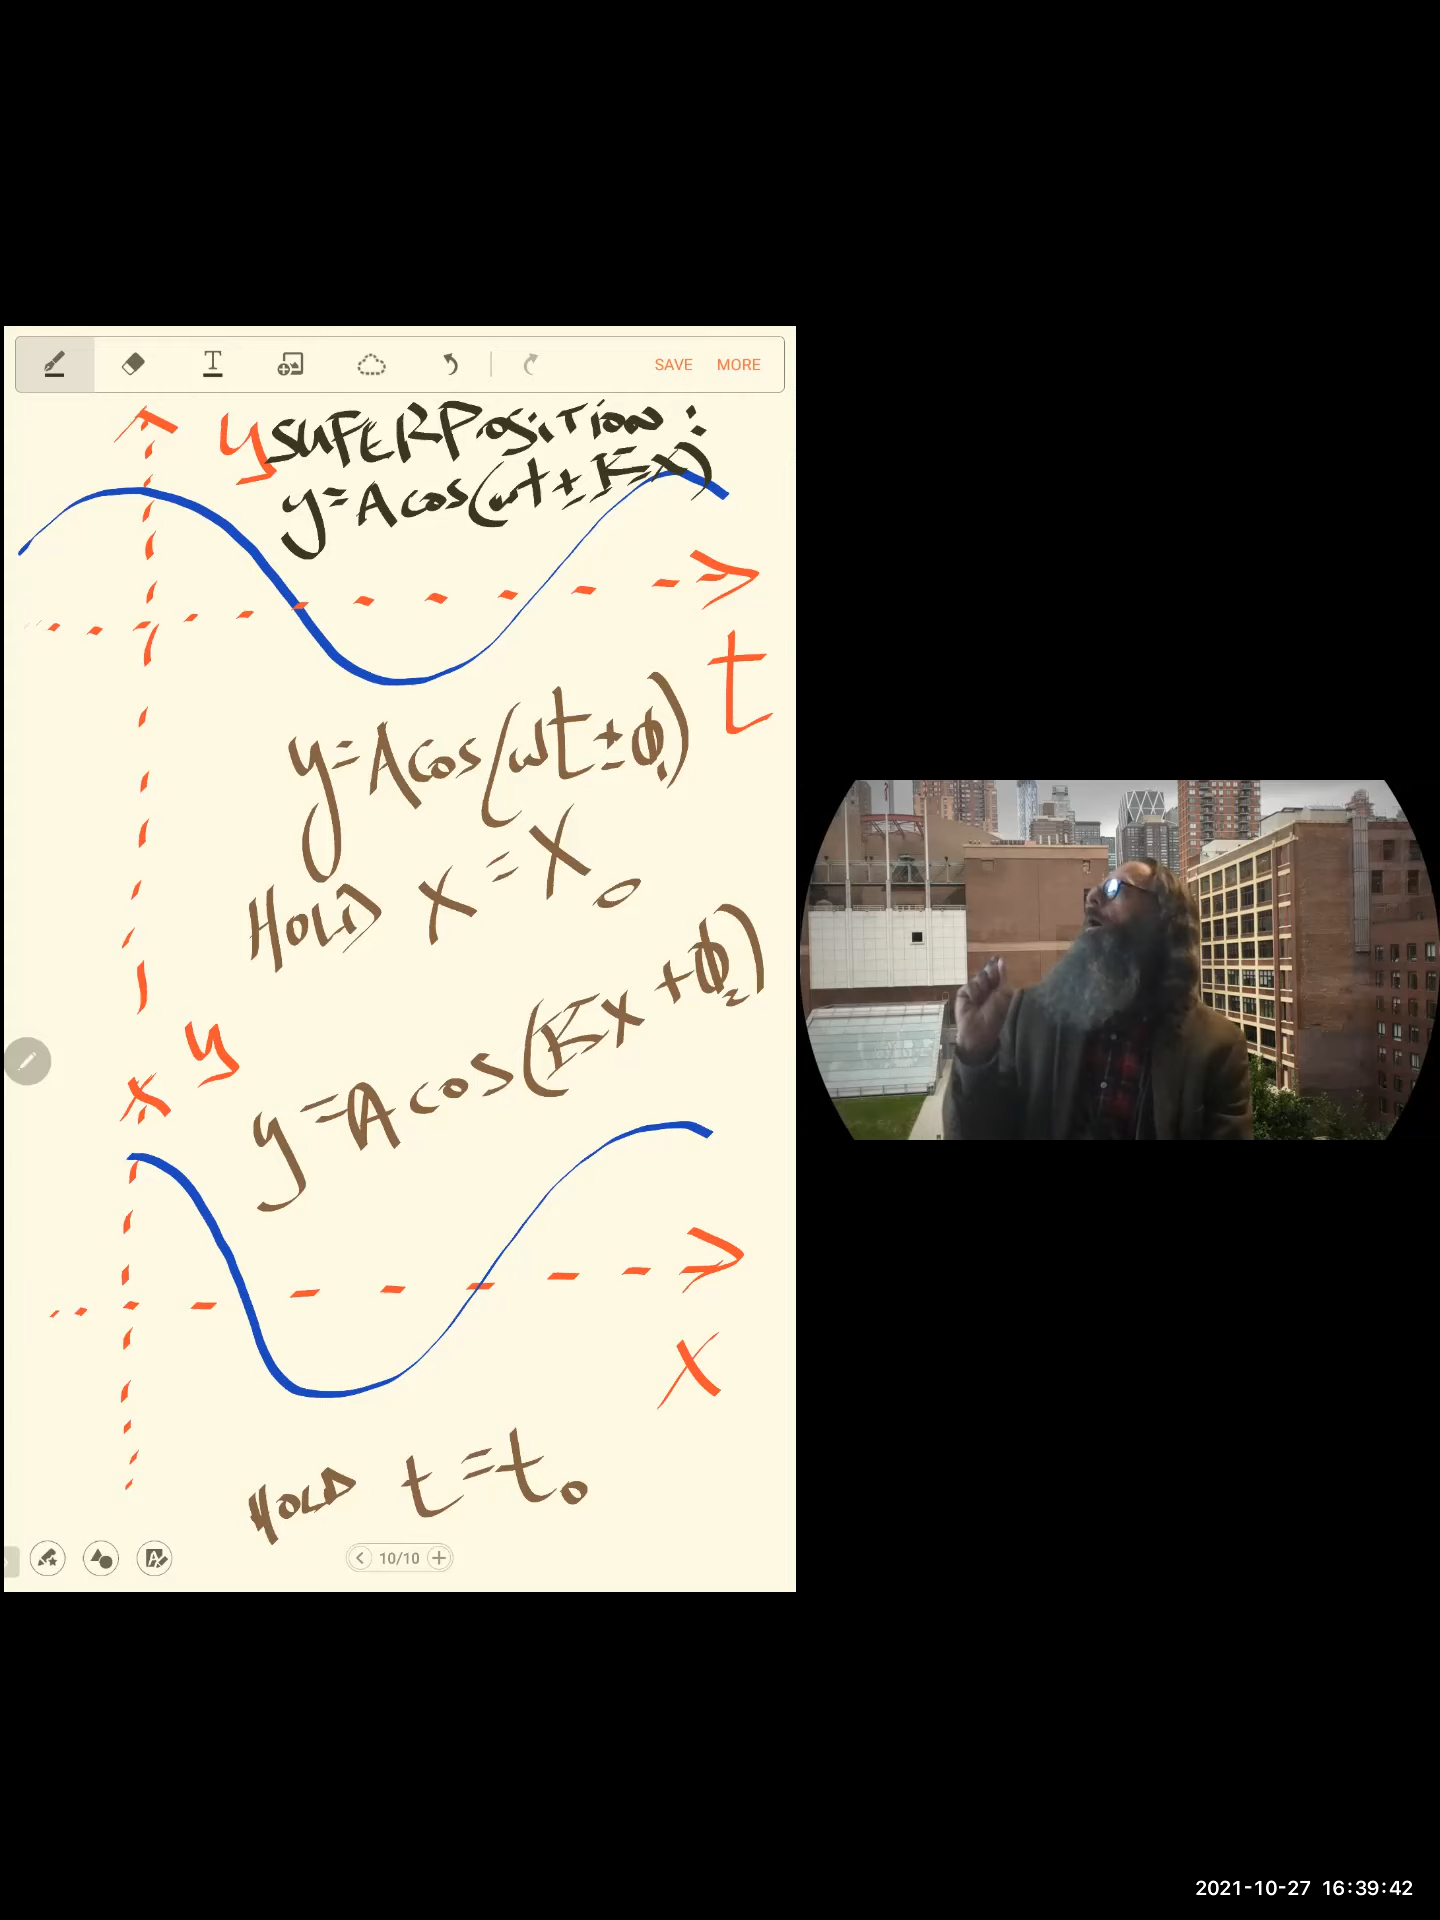 SAVE MORE
y SUPERPOSITION:
y=Acos(ωt±Kx)
t
y=Acos(ωt±ϕ₁)
HOLD x=x₀
y
y=Acos(Kx+ϕ₂)
x
HOLD t=t₀
10/10
2021-10-27 16:39:42